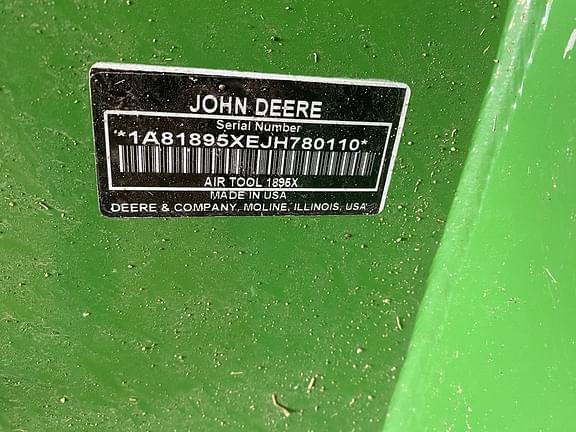 JOHN DEERE
Serial Number
*1A81895XEJH780110*
AIR TOOL 1895X
MADE IN USA
DEERE & COMPANY, MOLINE, ILLINOIS, USA